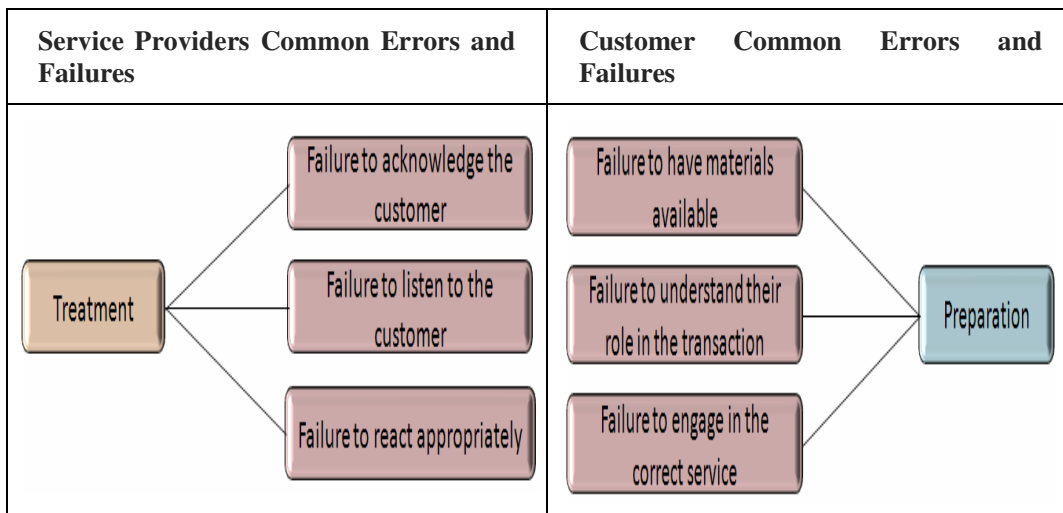 Service Providers Common Errors and
Failures
Customer Common Errors and
Failures
Treatment
Failure to acknowledge the
customer
Failure to listen to the
customer
Failure to react appropriately
Failure to have materials
available
Failure to understand their
role in the transaction
Failure to engage in the
correct service
Preparation